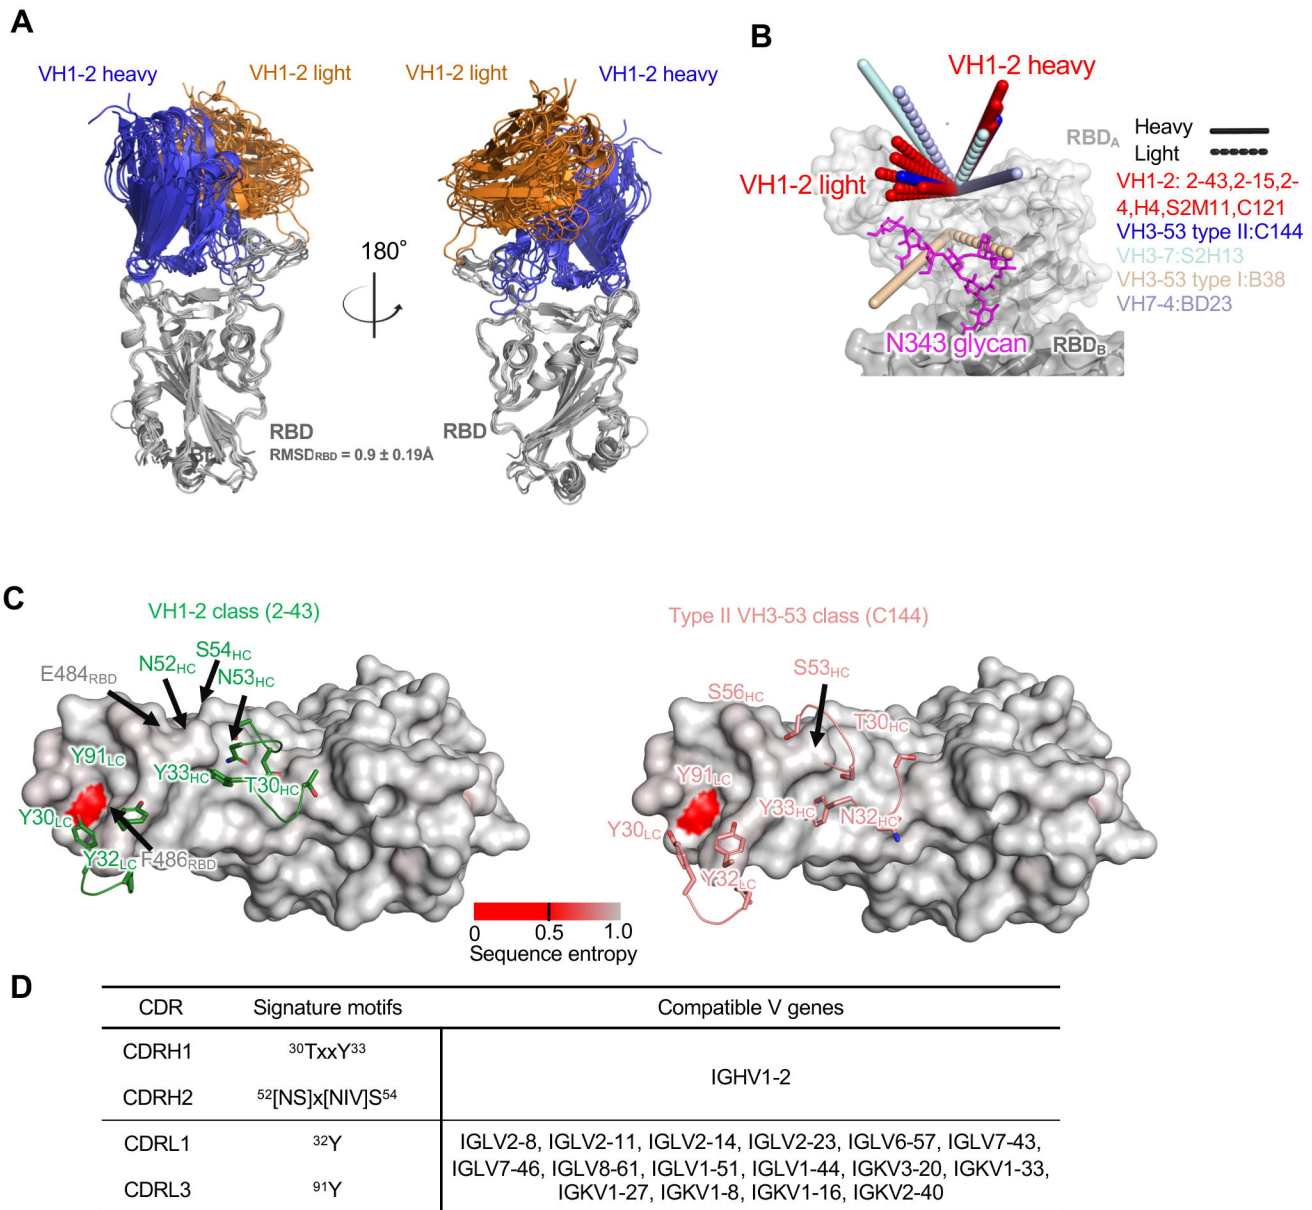 A
VH1-2 heavy
VH1-2 light
VH1-2 light
VH1-2 heavy
180°
RBD
RMSDRBD = 0.9 ± 0.19Å
RBD
B
VH1-2 heavy
VH1-2 light
RBDA
Heavy
Light
VH1-2: 2-43,2-15,2-
4,H4,S2M11,C121
VH3-53 type II:C144
VH3-7:S2H13
VH3-53 type I:B38
VH7-4:BD23
N343 glycan
RBDB
C
VH1-2 class (2-43)
S54HC
N52HC
N53HC
E484RBD
Y91LC
Y33HC
T30HC
Y30LC
Y32LC
F486RBD
Type II VH3-53 class (C144)
S53HC
S56HC
T30HC
Y91LC
Y33HC
N32HC
Y30LC
Y32LC
0 0.5 1.0
Sequence entropy
D
CDR Signature motifs Compatible V genes
CDRH1 30TxxY33
IGHV1-2
CDRH2 52[NS]x[NIV]S54
CDRL1 32Y
IGLV2-8, IGLV2-11, IGLV2-14, IGLV2-23, IGLV6-57, IGLV7-43,
IGLV7-46, IGLV8-61, IGLV1-51, IGLV1-44, IGKV3-20, IGKV1-33,
IGKV1-27, IGKV1-8, IGKV1-16, IGKV2-40
CDRL3 91Y